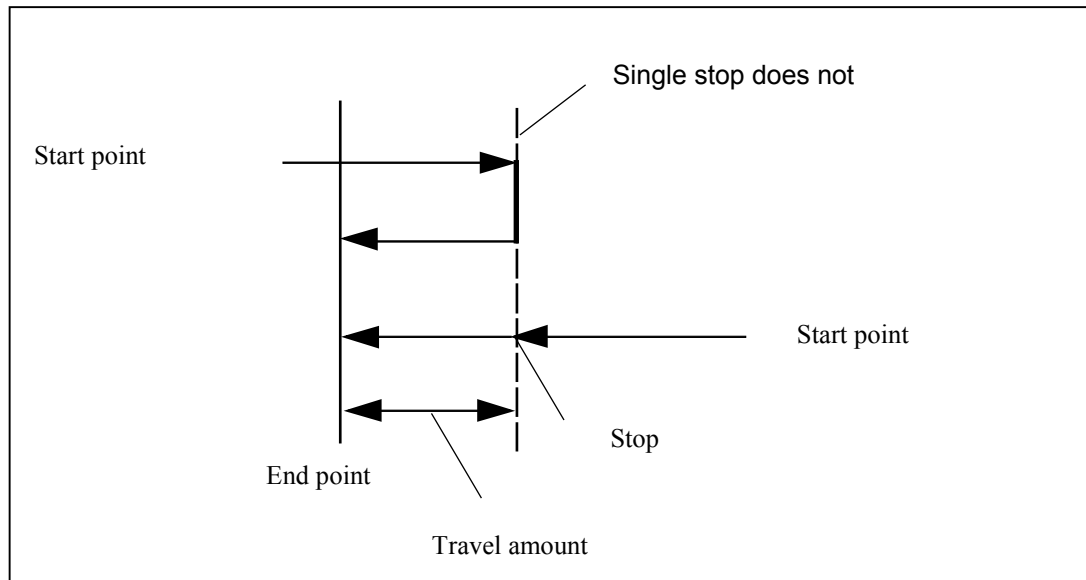 Single stop does not
Start point
Start point
Stop
End point
Travel amount